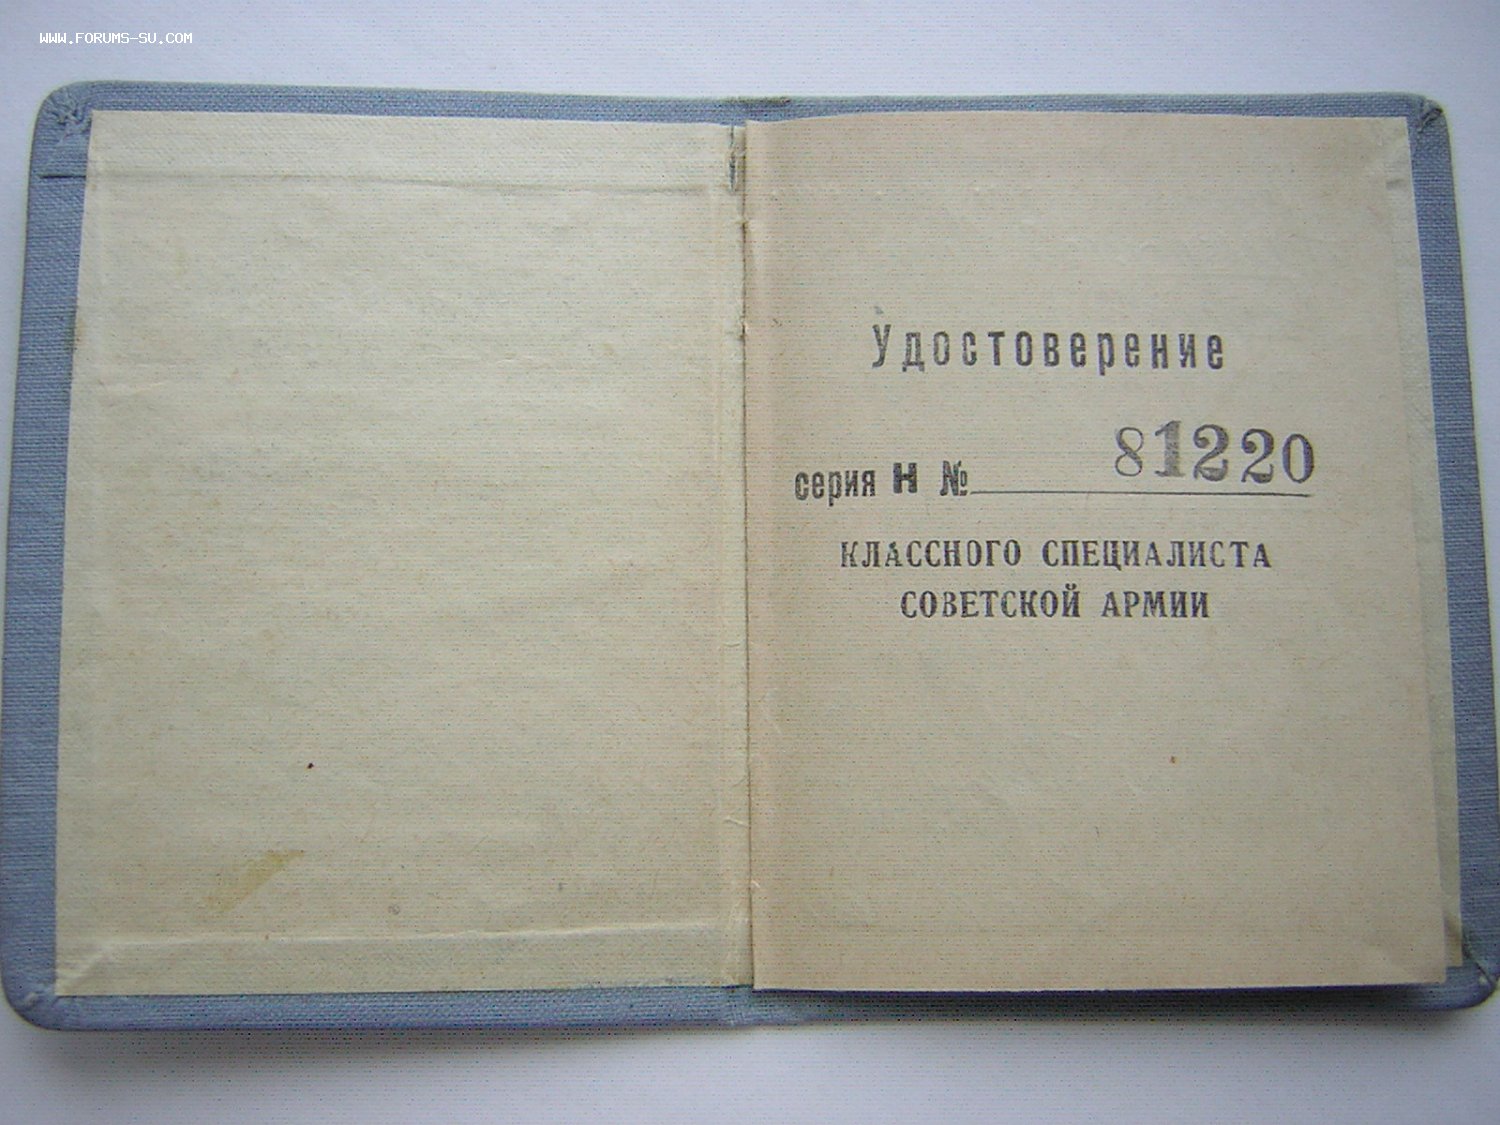 WWW.FORUMS-SU.COM
Удостоверение
серия Н № 81220
КЛАССНОГО СПЕЦИАЛИСТА
СОВЕТСКОЙ АРМИИ